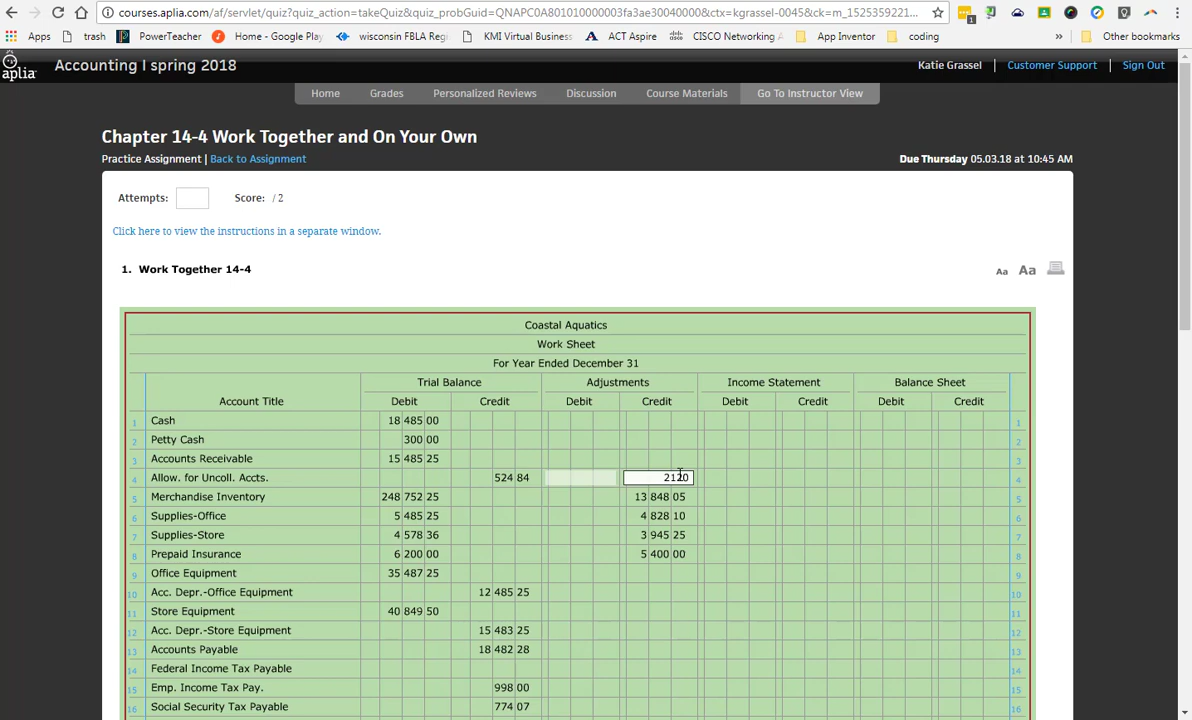 courses.aplia.com/af/servlet/quiz?quiz_action=takeQuiz&quiz_probGuid=QNAPC0A801010000003fa3ae30040000&ctx=kgrassel-0045&ck=m_1525359221...
Apps trash PowerTeacher Home - Google Play wisconsin FBLA Reg KMI Virtual Business ACT Aspire CISCO Networking A App Inventor coding » Other bookmarks
aplia Accounting I spring 2018 Katie Grassel Customer Support Sign Out
Home Grades Personalized Reviews Discussion Course Materials Go To Instructor View
Chapter 14-4 Work Together and On Your Own
Practice Assignment | Back to Assignment Due Thursday 05.03.18 at 10:45 AM
Attempts: Score: / 2
Click here to view the instructions in a separate window.
1. Work Together 14-4 Aa Aa
Coastal Aquatics
Work Sheet
For Year Ended December 31
Trial Balance Adjustments Income Statement Balance Sheet
Account Title Debit Credit Debit Credit Debit Credit Debit Credit
1 Cash 18 485 00 1
2 Petty Cash 300 00 2
3 Accounts Receivable 15 485 25 3
4 Allow. for Uncoll. Accts. 524 84 2120 4
5 Merchandise Inventory 248 752 25 13 848 05 5
6 Supplies-Office 5 485 25 4 828 10 6
7 Supplies-Store 4 578 36 3 945 25 7
8 Prepaid Insurance 6 200 00 5 400 00 8
9 Office Equipment 35 487 25 9
10 Acc. Depr.-Office Equipment 12 485 25 10
11 Store Equipment 40 849 50 11
12 Acc. Depr.-Store Equipment 15 483 25 12
13 Accounts Payable 18 482 28 13
14 Federal Income Tax Payable 14
15 Emp. Income Tax Pay. 998 00 15
16 Social Security Tax Payable 774 07 16